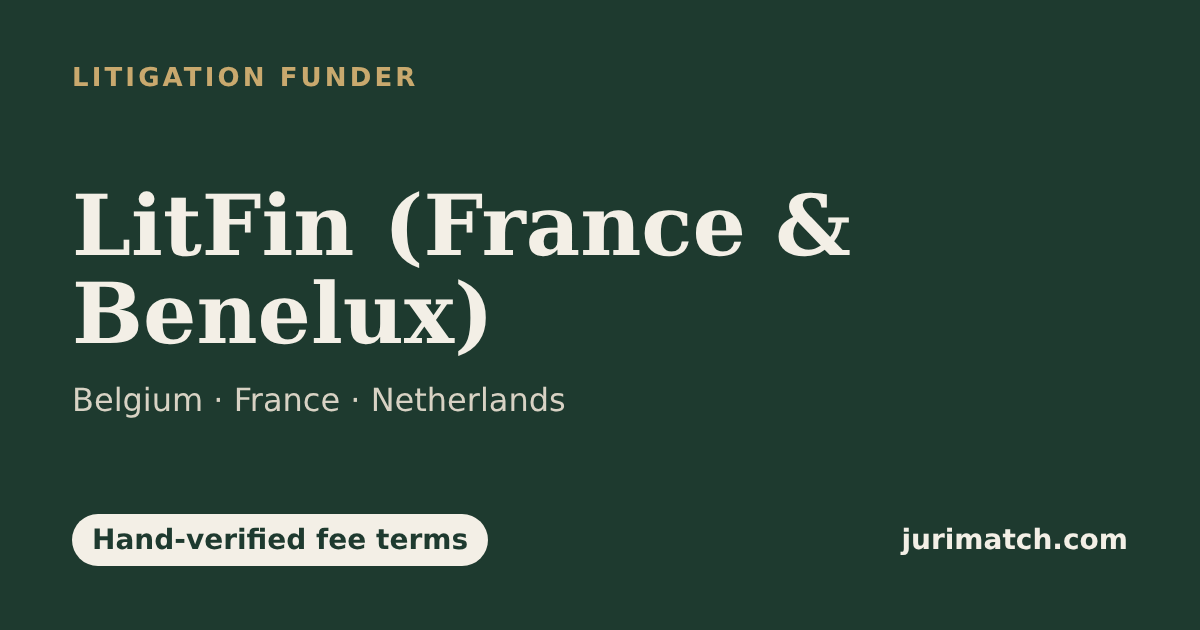 LITIGATION FUNDER
LitFin (France &
Benelux)
Belgium · France · Netherlands
Hand-verified fee terms
jurimatch.com